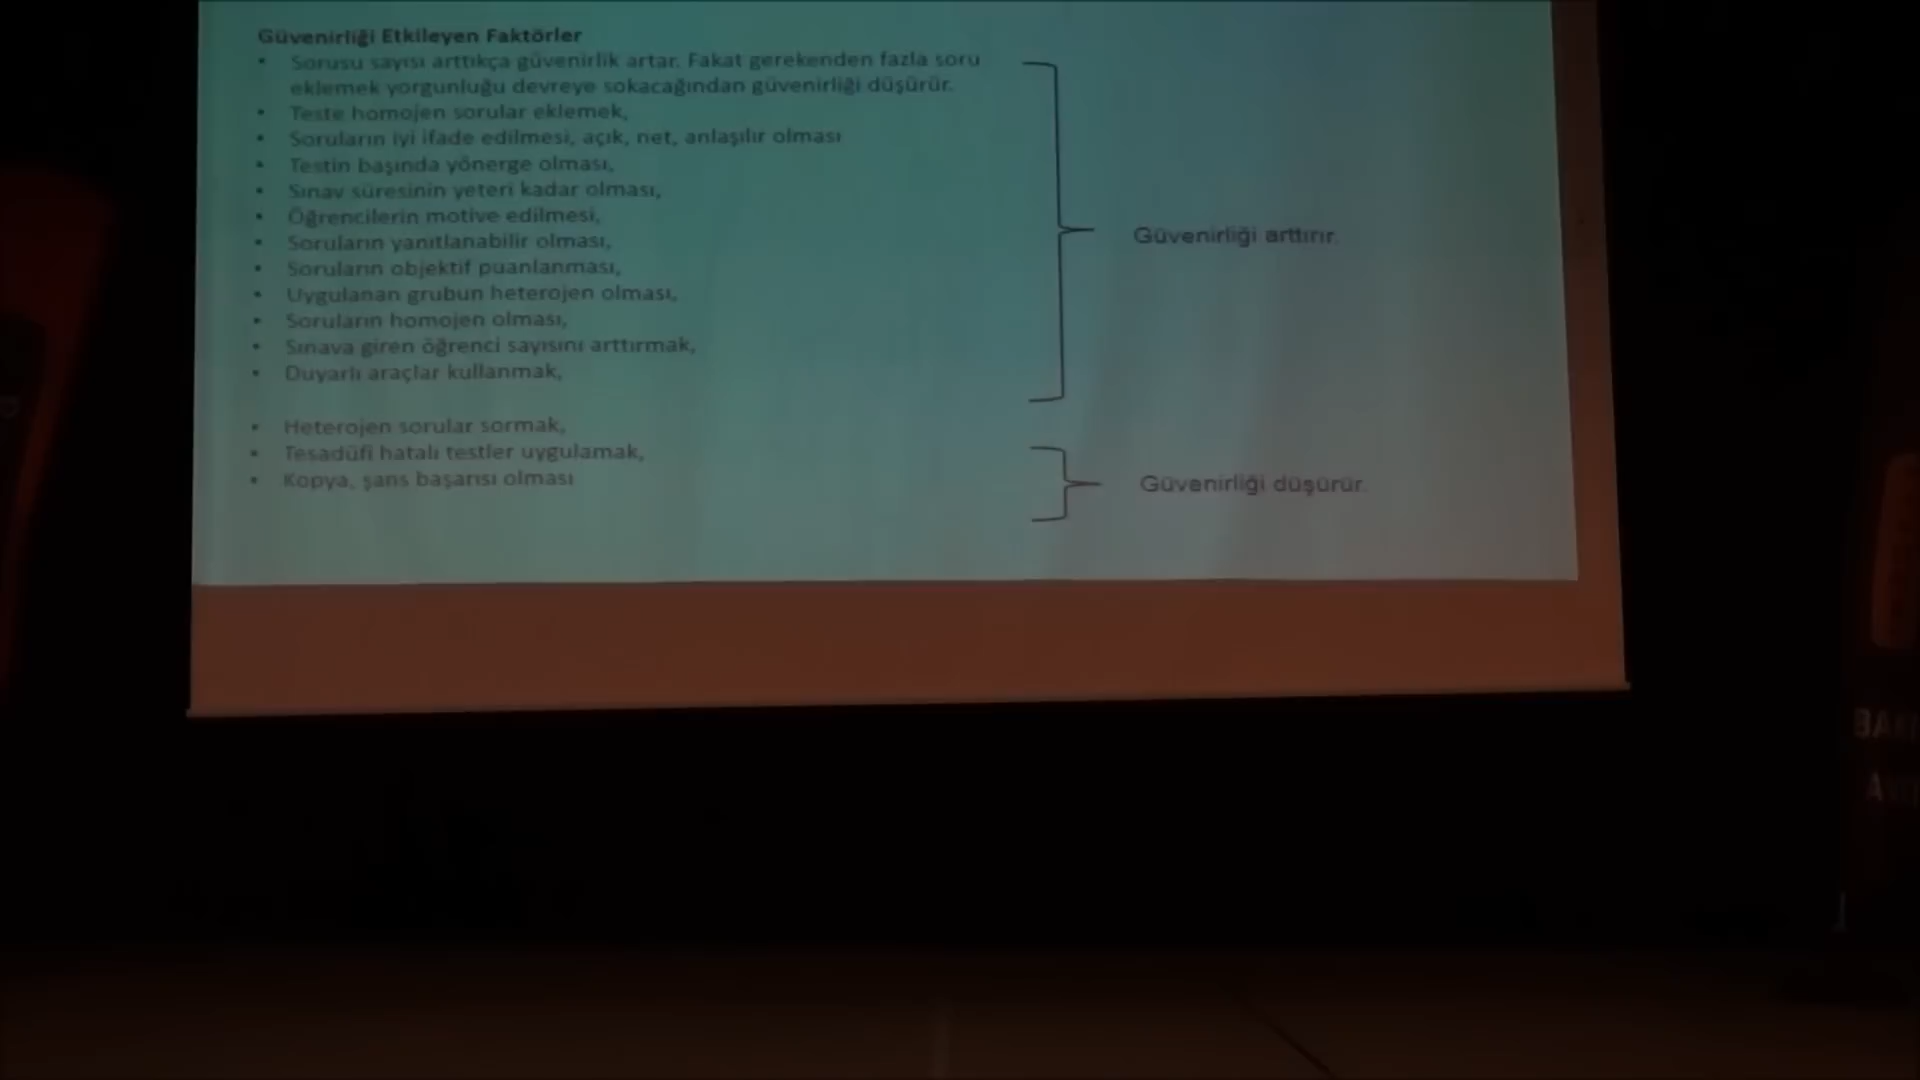 Güvenirliği Etkileyen Faktörler
• Sorusu sayısı arttıkça güvenirlik artar. Fakat gerekenden fazla soru
eklemek yorgunluğu devreye sokacağından güvenirliği düşürür.
• Teste homojen sorular eklemek,
• Soruların iyi ifade edilmesi, açık, net, anlaşılır olması
• Testin başında yönerge olması,
• Sınav süresinin yeteri kadar olması,
• Öğrencilerin motive edilmesi,
• Soruların yanıtlanabilir olması,
• Soruların objektif puanlanması,
• Uygulanan grubun heterojen olması,
• Soruların homojen olması,
• Sınava giren öğrenci sayısını arttırmak,
• Duyarlı araçlar kullanmak,
Güvenirliği arttırır.
• Heterojen sorular sormak,
• Tesadüfi hatalı testler uygulamak,
• Kopya, şans başarısı olması
Güvenirliği düşürür.